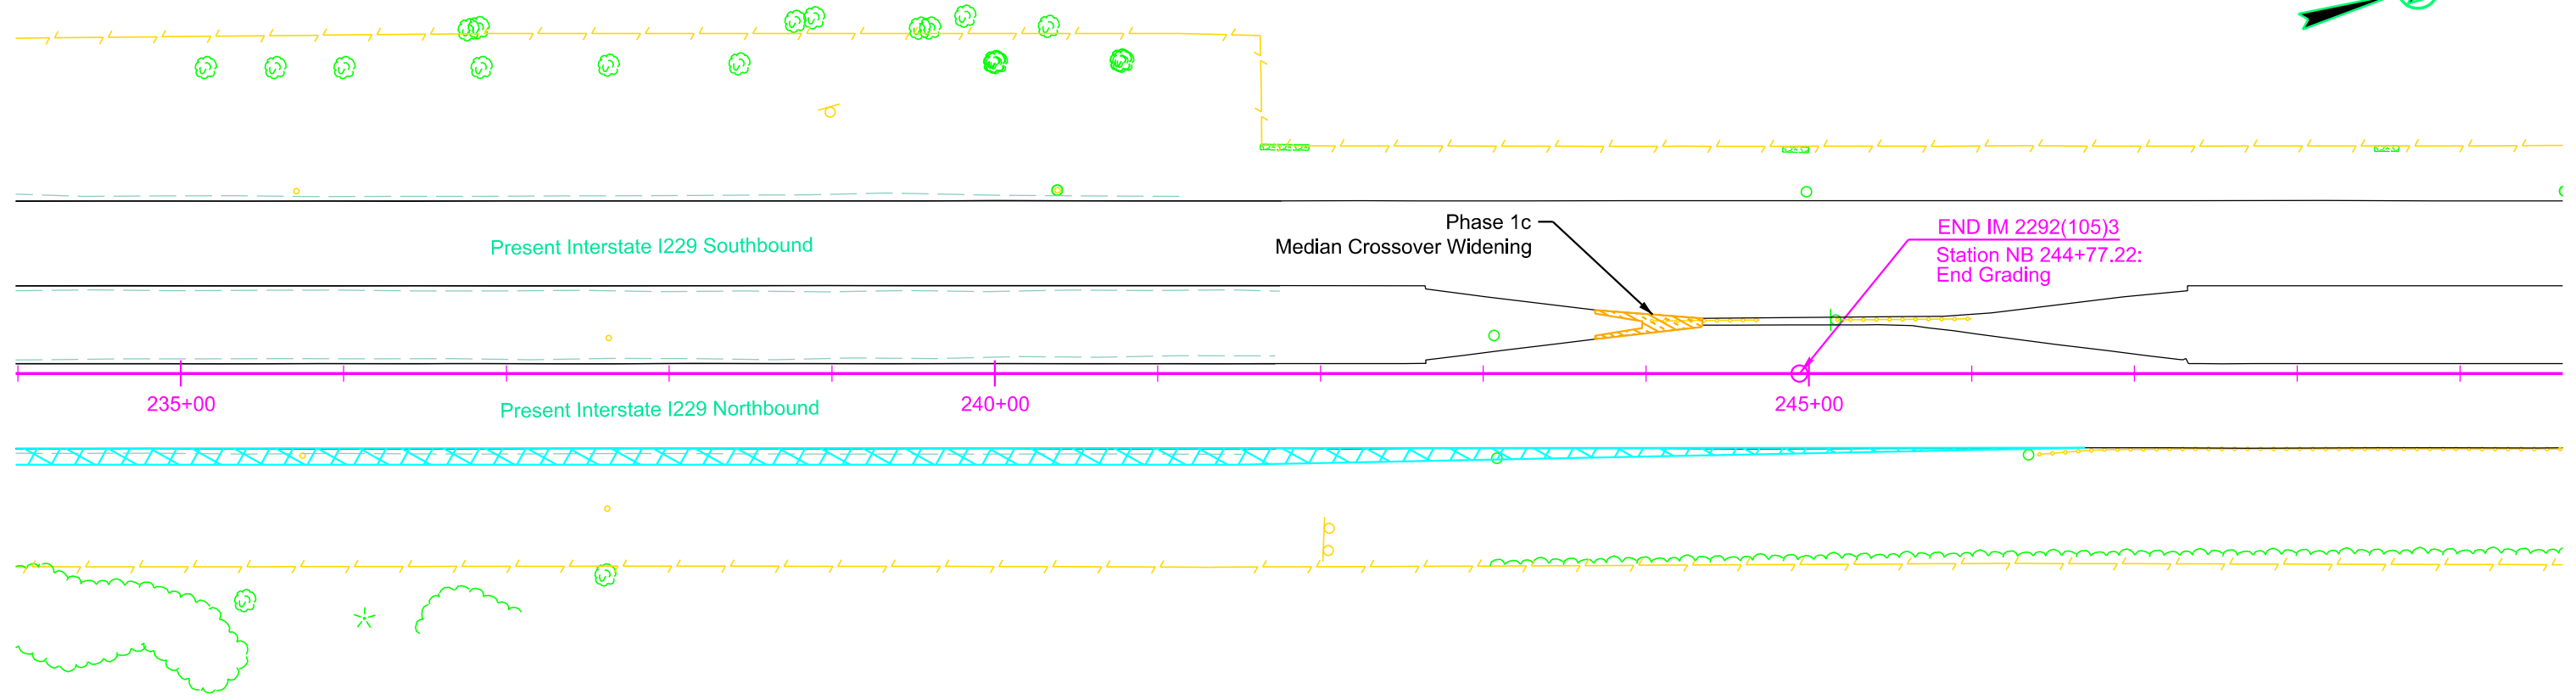 Phase 1c
Median Crossover Widening
END IM 2292(105)3
Station NB 244+77.22:
End Grading
Present Interstate I229 Southbound
235+00
240+00
245+00
Present Interstate I229 Northbound